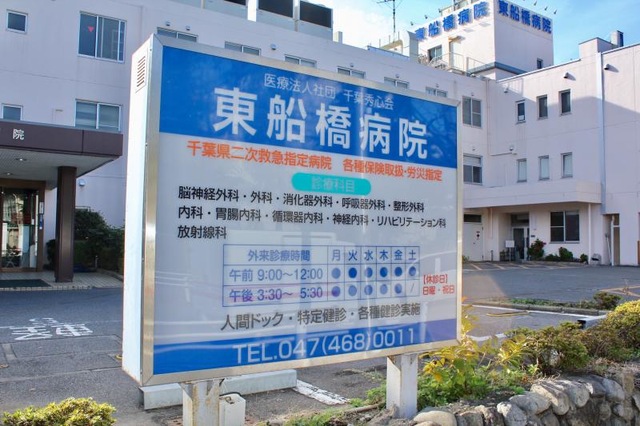 東船橋病院
東船橋病院
院
医療法人社団 千葉秀心会
東船橋病院
千葉県二次救急指定病院 各種保険取扱・労災指定
診療科目
脳神経外科・外科・消化器外科・呼吸器外科・整形外科
内科・胃腸内科・循環器内科・神経内科・リハビリテーション科
放射線科
外来診療時間 月 火 水 木 金 土
午前 9:00〜12:00 ● ● ● ● ● ●
午後 3:30〜 5:30 ● ● ● ● ● /
【休診日】
日曜・祝日
人間ドック・特定健診・各種健診実施
TEL.047(468)0011